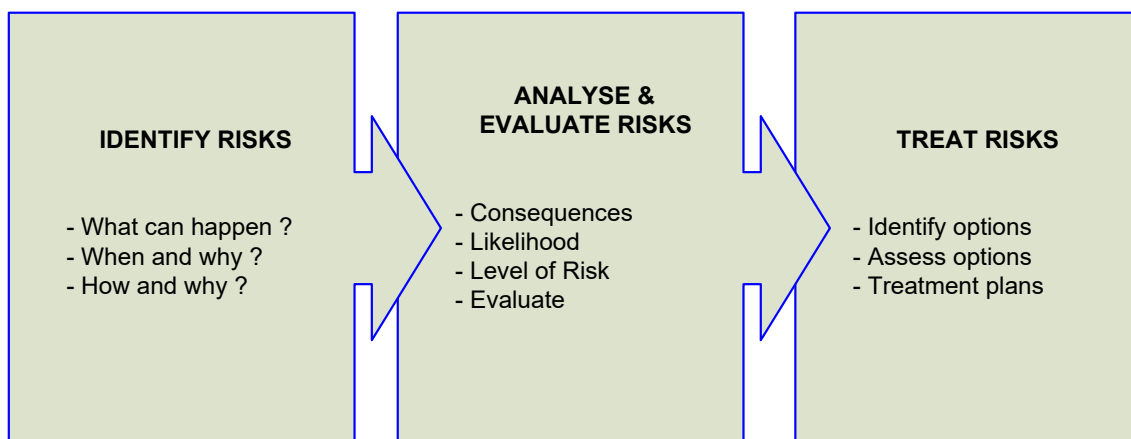 IDENTIFY RISKS
- What can happen ?
- When and why ?
- How and why ?
ANALYSE &
EVALUATE RISKS
- Consequences
- Likelihood
- Level of Risk
- Evaluate
TREAT RISKS
- Identify options
- Assess options
- Treatment plans